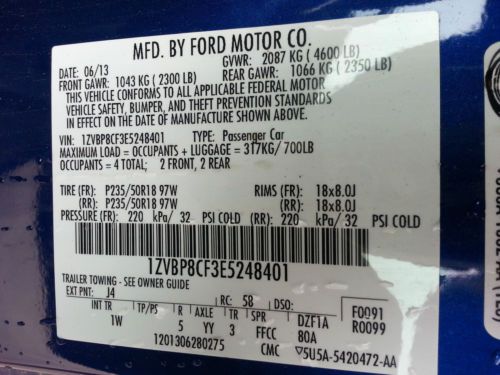 MFD. BY FORD MOTOR CO.
DATE: 06/13
GVWR: 2087 KG (4600 LB)
FRONT GAWR: 1043 KG (2300 LB)
REAR GAWR: 1066 KG (2350 LB)
THIS VEHICLE CONFORMS TO ALL APPLICABLE FEDERAL MOTOR
VEHICLE SAFETY, BUMPER, AND THEFT PREVENTION STANDARDS
IN EFFECT ON THE DATE OF MANUFACTURE SHOWN ABOVE.
VIN: 1ZVBP8CF3E5248401 TYPE: Passenger Car
MAXIMUM LOAD = OCCUPANTS + LUGGAGE = 317KG/700LB
OCCUPANTS = 4 TOTAL; 2 FRONT, 2 REAR
TIRE (FR): P235/50R18 97W RIMS (FR): 18x8.0J
(RR): P235/50R18 97W (RR): 18x8.0J
PRESSURE (FR): 220 kPa/ 32 PSI COLD (RR) 220 kPa/ 32 PSI COLD
1ZVBP8CF3E5248401
TRAILER TOWING - SEE OWNER GUIDE
EXT PNT: J4 RC: 58 DSO:
INT TR TP/PS R AXLE TR SPR DZF1A F0091
1W 5 YY 3 FFCC 80A R0099
1201306280275 CMC 5U5A-5420472-AA